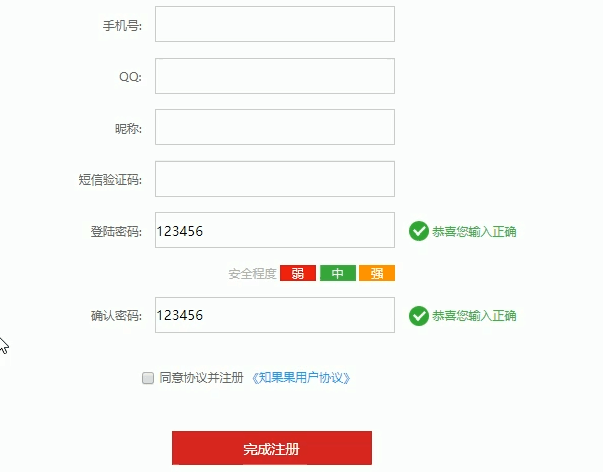 手机号:
QQ:
昵称:
短信验证码:
登陆密码: 123456 恭喜您输入正确
安全程度 弱 中 强
确认密码: 123456 恭喜您输入正确
同意协议并注册 《知果果用户协议》
完成注册